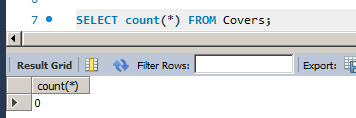 7 SELECT count(*) FROM Covers;
Result Grid Filter Rows: Export:
count(*)
0